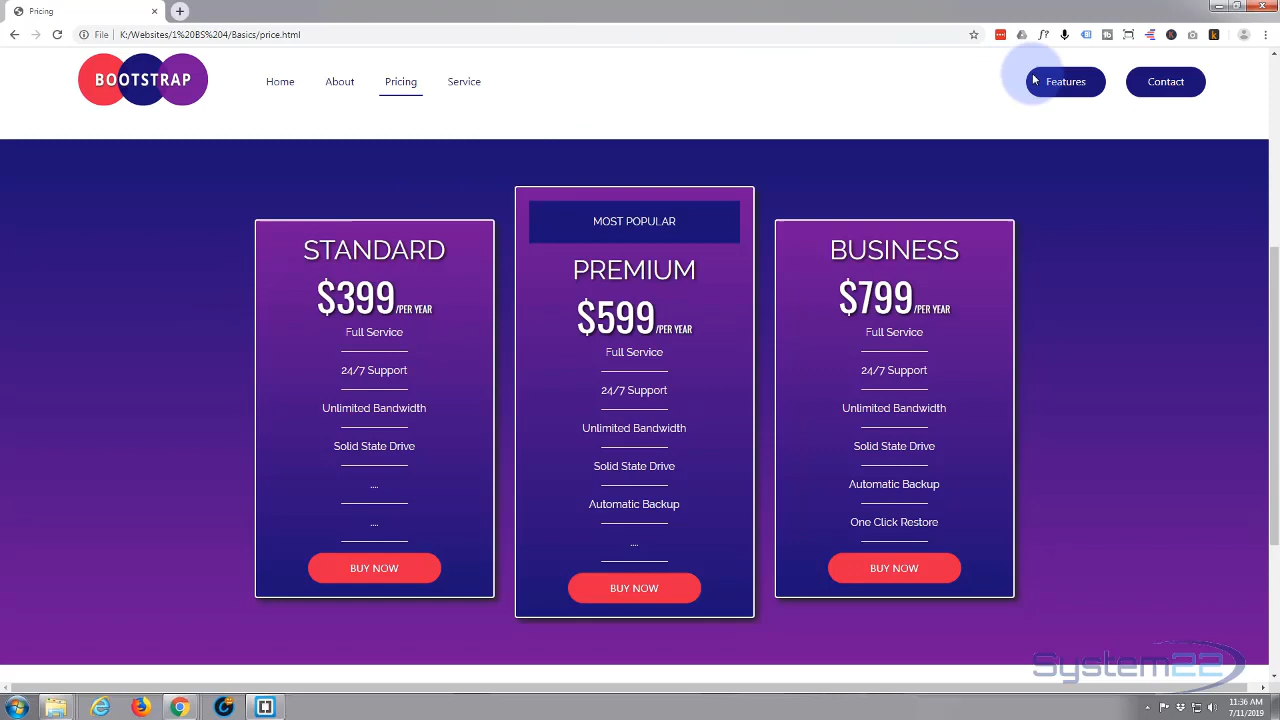 Pricing
File
K:/Websites/1%20BS%204/Basics/price.html
BOOTSTRAP
Home
About
Pricing
Service
Features
Contact
STANDARD
$399/PER YEAR
Full Service
24/7 Support
Unlimited Bandwidth
Solid State Drive
....
....
BUY NOW
MOST POPULAR
PREMIUM
$599/PER YEAR
Full Service
24/7 Support
Unlimited Bandwidth
Solid State Drive
Automatic Backup
....
BUY NOW
BUSINESS
$799/PER YEAR
Full Service
24/7 Support
Unlimited Bandwidth
Solid State Drive
Automatic Backup
One Click Restore
BUY NOW
System22
11:36 AM
7/11/2019